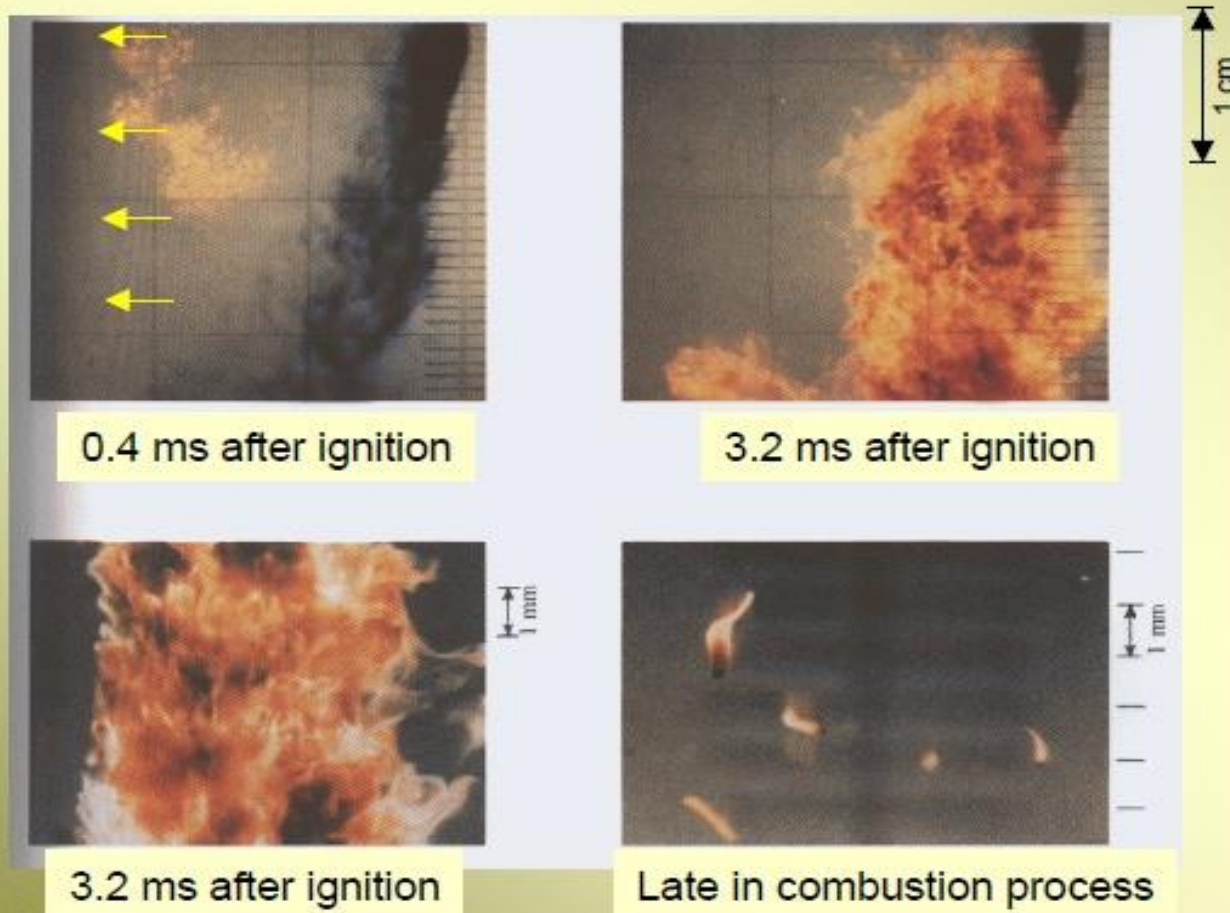 1 cm
0.4 ms after ignition
3.2 ms after ignition
1 mm
1 mm
3.2 ms after ignition
Late in combustion process